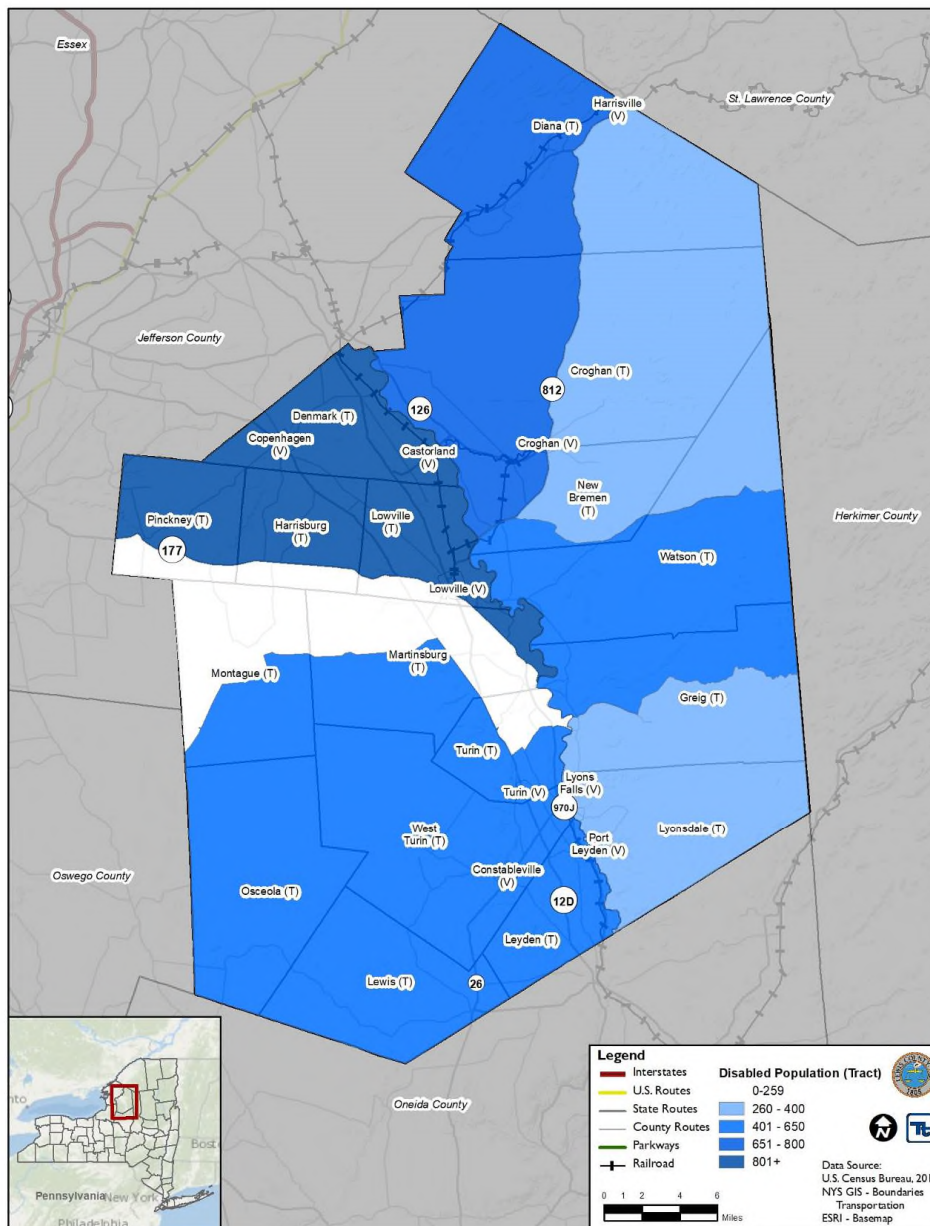 Essex
St. Lawrence County
Harrisville
(V)
Diana (T)
Jefferson County
Croghan (T)
812
126
Denmark (T)
Copenhagen
(V)
Castorland
(V)
Croghan (V)
New
Bremen
(T)
Herkimer County
Pinckney (T)
Harrisburg
(T)
Lowville
(T)
177
Watson (T)
Lowville (V)
Martinsburg
(T)
Montague (T)
Greig (T)
Turin (T)
Turin (V)
Lyons
Falls (V)
970J
West
Turin (T)
Port
Leyden (V)
Lyonsdale (T)
Oswego County
Osceola (T)
Constableville
(V)
12D
Leyden (T)
Lewis (T)
26
Oneida County
Pennsylvania
New York
Philadelphia
Legend
Interstates
U.S. Routes
State Routes
County Routes
Parkways
Railroad
Disabled Population (Tract)
0-259
260 - 400
401 - 650
651 - 800
801+
N
Tt
0 1 2 4 6
Miles
Data Source:
U.S. Census Bureau,
NYS GIS - Boundaries
Transportation
ESRI - Basemap